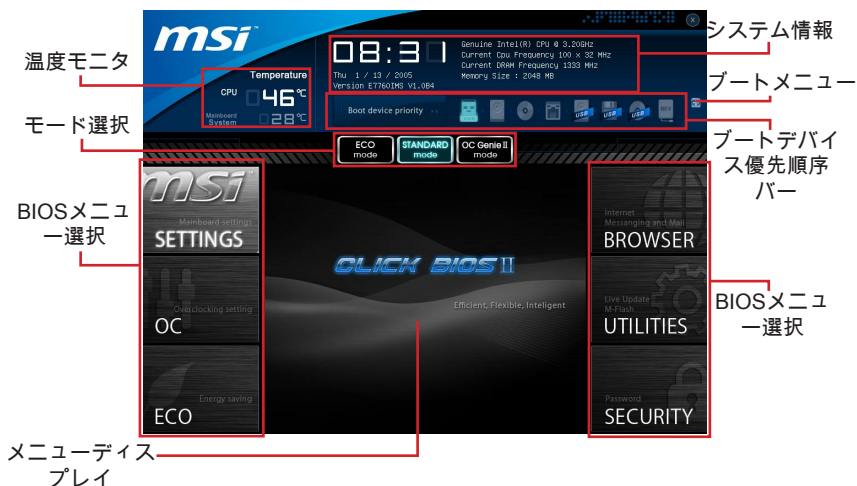 msi
08:31
Genuine Intel(R) CPU @ 3.20GHz
Current Cpu Frequency 100 x 32 MHz
Current DRAM Frequency 1333 MHz
Memory Size : 2048 MB
Thu 1 / 13 / 2005
Version E7760IMS V1.0B4
システム情報
温度モニタ
Temperature
CPU 46℃
Mainboard
System 28℃
Boot device priority
USB
USB
USB
ブートメニュー
モード選択
ECO
mode
STANDARD
mode
OC Genie II
mode
ブートデバイ
ス優先順序
バー
BIOSメニュ
ー選択
msi
Mainboard settings
SETTINGS
Overclocking setting
OC
Energy saving
ECO
CLICK BIOS II
Efficient, Flexible, Inteligent
Internet
Messanging and Mail
BROWSER
Live Update
M-Flash
UTILITIES
Password
SECURITY
BIOSメニュ
ー選択
メニューディス
プレイ